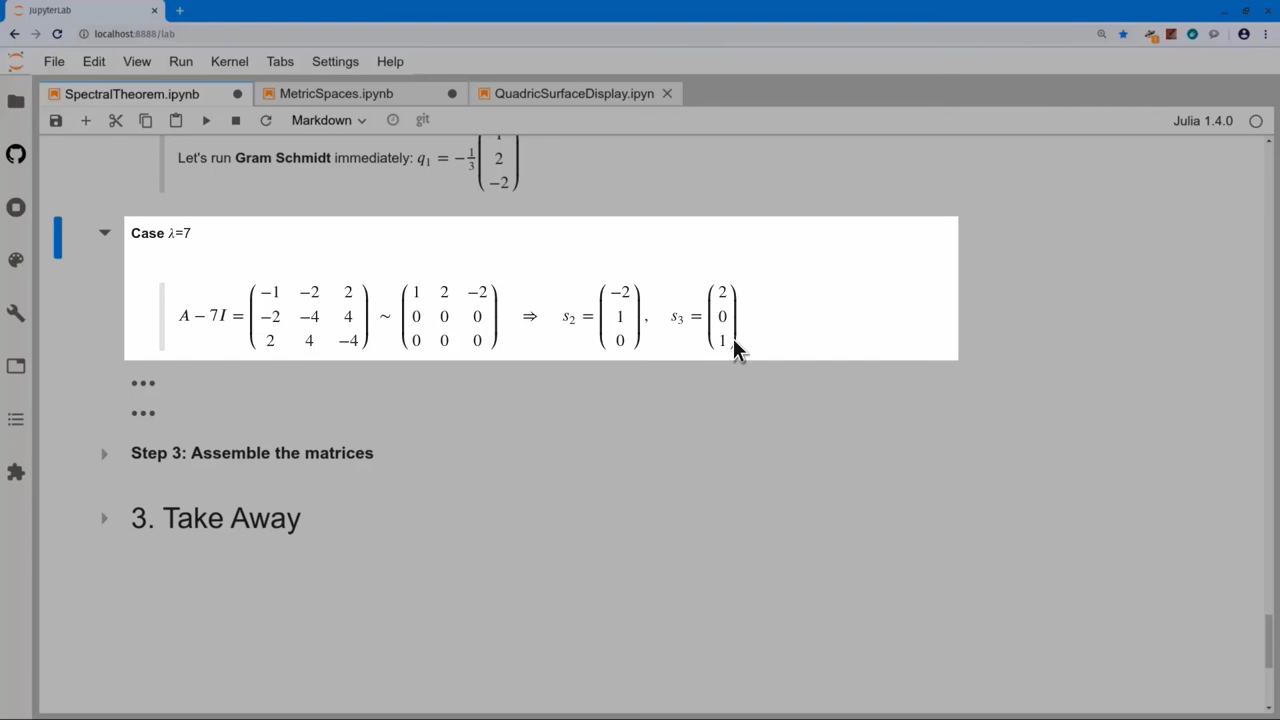 JupyterLab
localhost:8888/lab
File Edit View Run Kernel Tabs Settings Help
SpectralTheorem.ipynb MetricSpaces.ipynb QuadricSurfaceDisplay.ipyn
Markdown git Julia 1.4.0
Let's run Gram Schmidt immediately: q₁ = −1/3 ( 1 2 −2 )
Case λ=7
A − 7I = ( −1 −2 2 ; −2 −4 4 ; 2 4 −4 ) ~ ( 1 2 −2 ; 0 0 0 ; 0 0 0 ) ⇒ s₂ = ( −2 1 0 ), s₃ = ( 2 0 1 )
•••
•••
Step 3: Assemble the matrices
3. Take Away